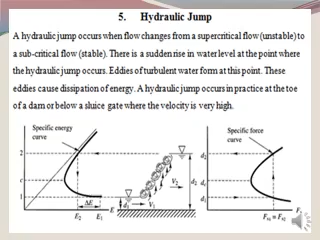 5. Hydraulic Jump
A hydraulic jump occurs when flow changes from a supercritical flow (unstable) to
a sub-critical flow (stable). There is a sudden rise in water level at the point where
the hydraulic jump occurs. Eddies of turbulent water form at this point. These
eddies cause dissipation of energy. A hydraulic jump occurs in practice at the toe
of a dam or below a sluice gate where the velocity is very high.
Specific energy
curve
Specific force
curve
2
c
1
ΔE
E₂ E₁
E
d₁
V₁
V₂
d₂
d₂
d₁